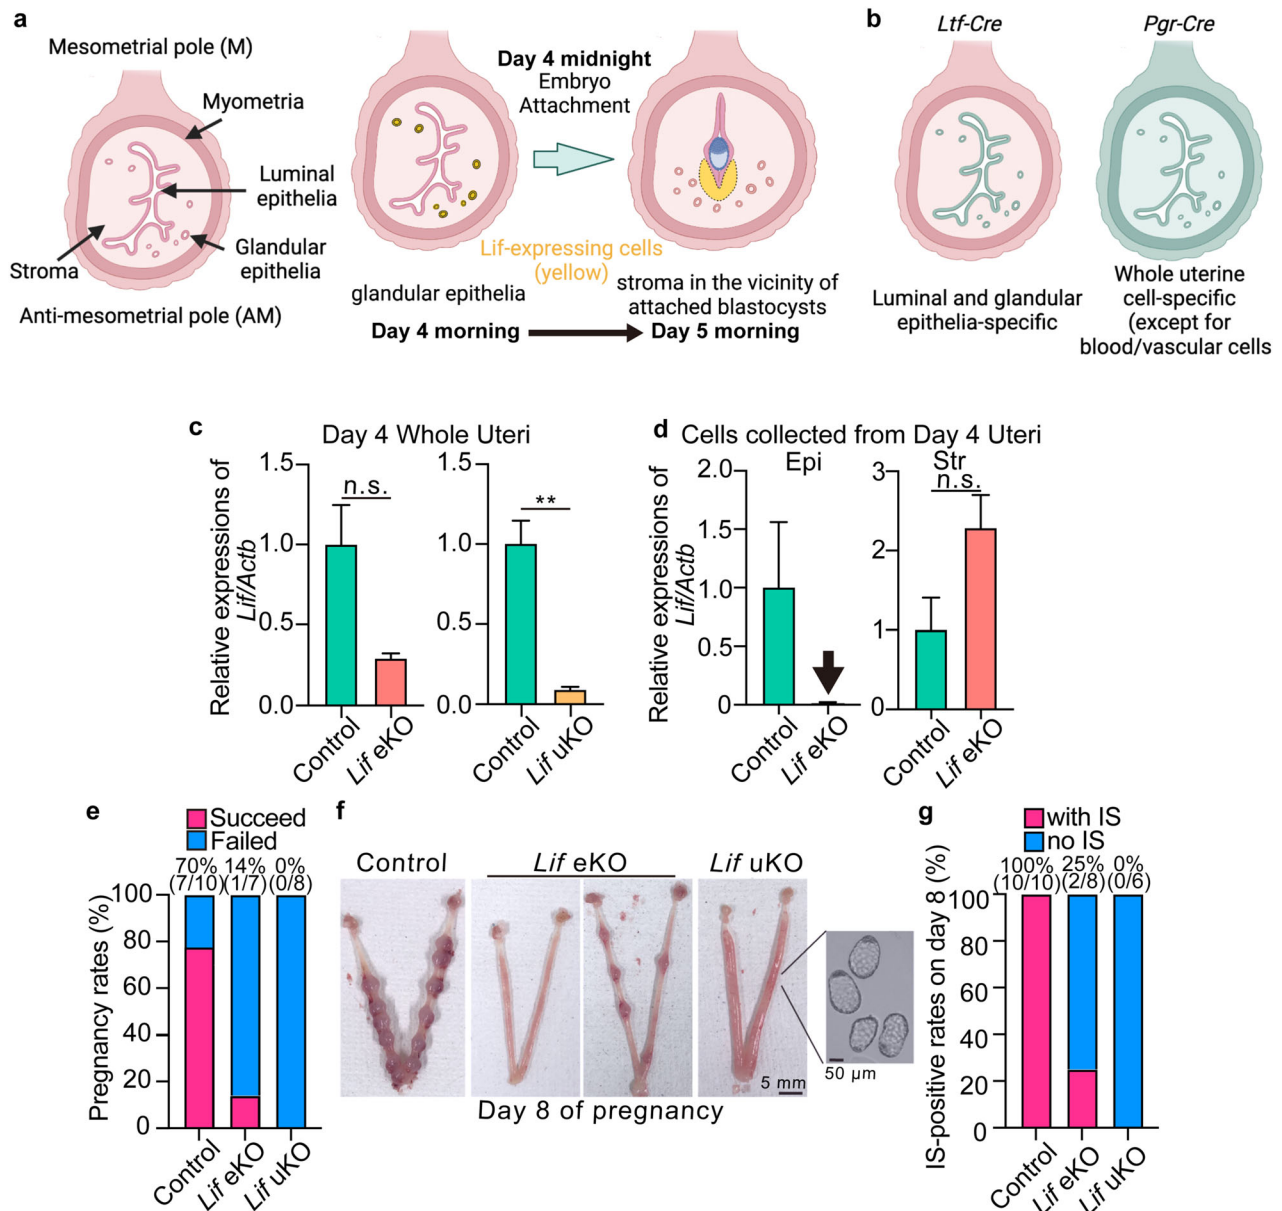 a
Mesometrial pole (M)
Myometria
Luminal
epithelia
Glandular
epithelia
Stroma
Anti-mesometrial pole (AM)
Day 4 midnight
Embryo
Attachment
Lif-expressing cells
(yellow)
glandular epithelia
stroma in the vicinity of
attached blastocysts
Day 4 morning
Day 5 morning
b
Ltf-Cre
Pgr-Cre
Luminal and glandular
epithelia-specific
Whole uterine
cell-specific
(except for
blood/vascular cells
c
Day 4 Whole Uteri
Relative expressions of
Lif/Actb
1.5
1.0
0.5
0.0
n.s.
Control
Lif eKO
1.5
1.0
0.5
0.0
**
Control
Lif uKO
d
Cells collected from Day 4 Uteri
Epi
Str
Relative expressions of
Lif/Actb
2.0
1.5
1.0
0.5
0
Control
Lif eKO
3
2
1
0
n.s.
Control
Lif eKO
e
Succeed
Failed
70%
(7/10)
14%
(1/7)
0%
(0/8)
Pregnancy rates (%)
100
80
60
40
20
0
Control
Lif eKO
Lif uKO
f
Control
Lif eKO
Lif uKO
5 mm
50 µm
Day 8 of pregnancy
g
with IS
no IS
100%
(10/10)
25%
(2/8)
0%
(0/6)
IS-positive rates on day 8 (%)
100
80
60
40
20
0
Control
Lif eKO
Lif uKO